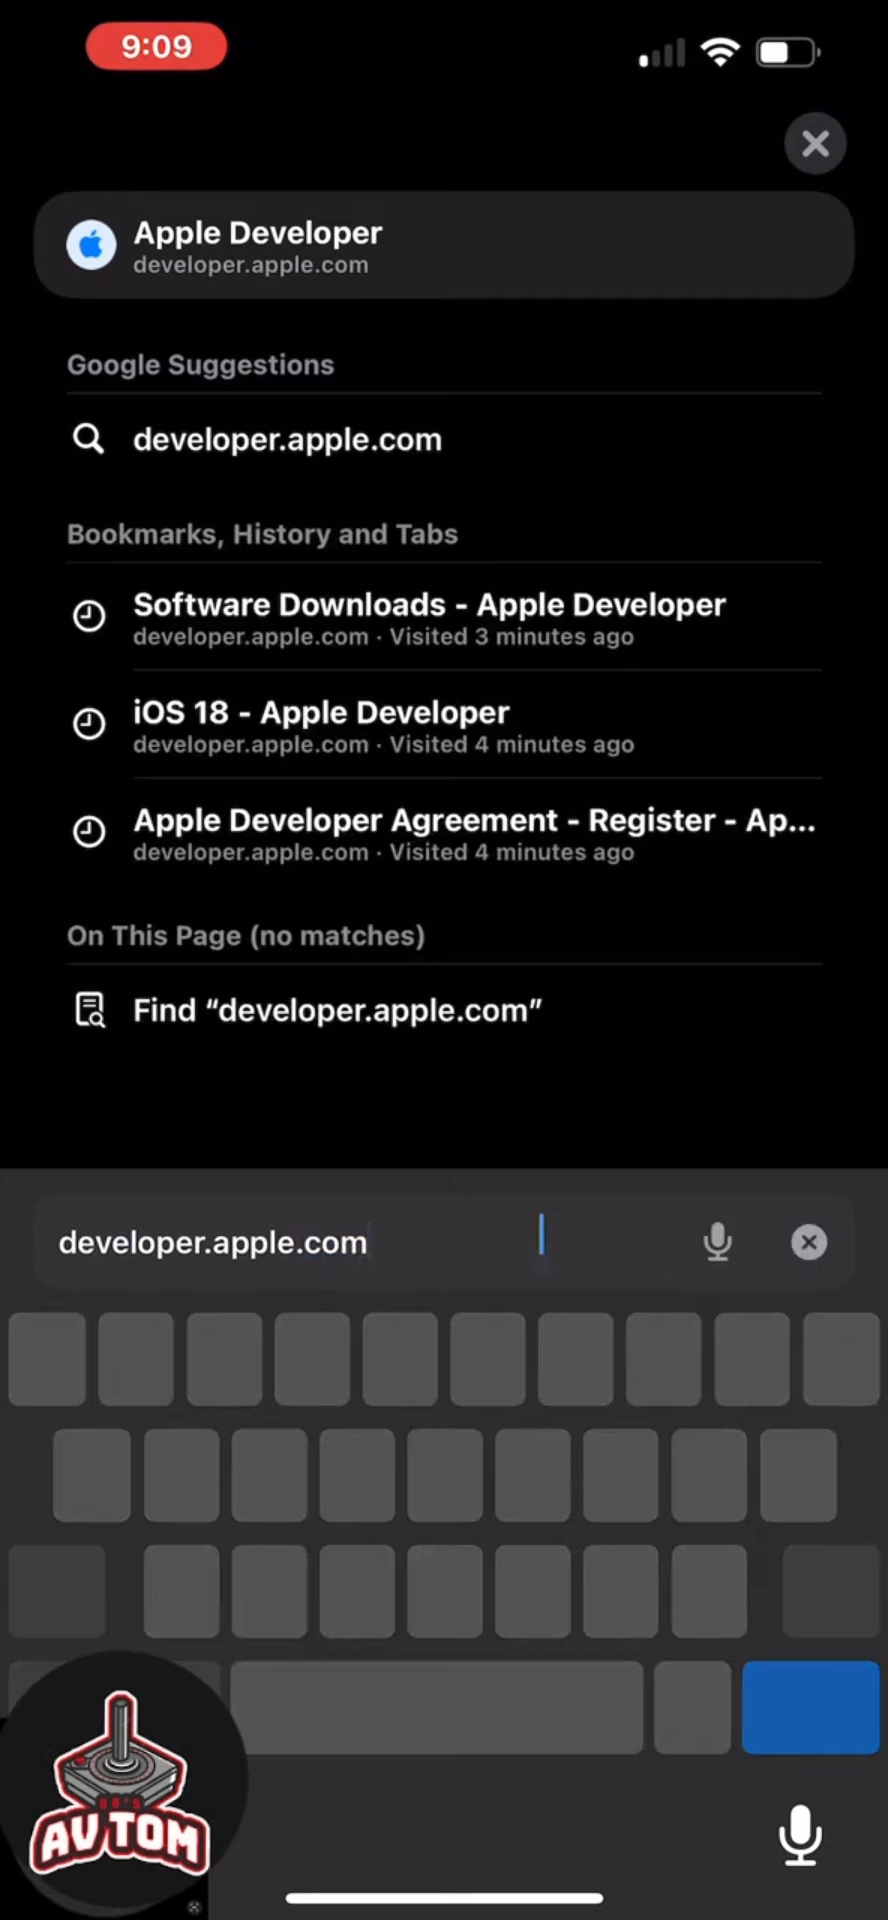 9:09
Apple Developer
developer.apple.com
Google Suggestions
developer.apple.com
Bookmarks, History and Tabs
Software Downloads - Apple Developer
developer.apple.com · Visited 3 minutes ago
iOS 18 - Apple Developer
developer.apple.com · Visited 4 minutes ago
Apple Developer Agreement - Register - Ap...
developer.apple.com · Visited 4 minutes ago
On This Page (no matches)
Find “developer.apple.com”
developer.apple.com
80'S
AVTOM